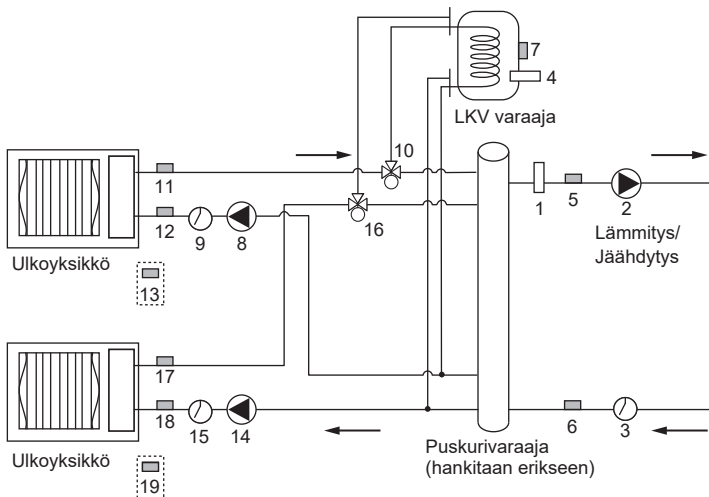 7
4
LKV varaaja
10
11
1
5
2
12
9
8
16
Lämmitys/
Jäähdytys
Ulkoyksikkö
13
17
18
15
14
6
3
Ulkoyksikkö
Puskurivaraaja
(hankitaan erikseen)
19